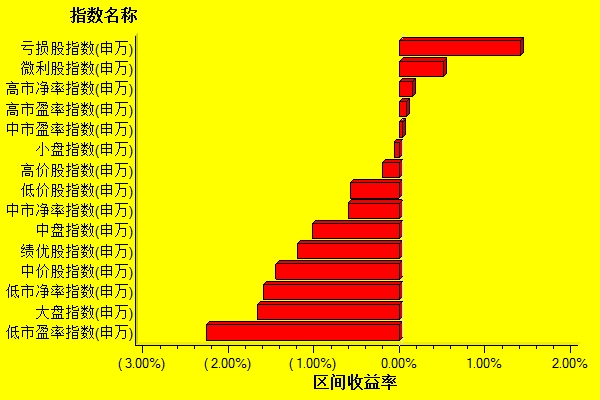 指数名称
亏损股指数(申万)
微利股指数(申万)
高市净率指数(申万)
高市盈率指数(申万)
中市盈率指数(申万)
小盘指数(申万)
高价股指数(申万)
低价股指数(申万)
中市净率指数(申万)
中盘指数(申万)
绩优股指数(申万)
中价股指数(申万)
低市净率指数(申万)
大盘指数(申万)
低市盈率指数(申万)
(3.00%) (2.00%) (1.00%) 0.00% 1.00% 2.00%
区间收益率